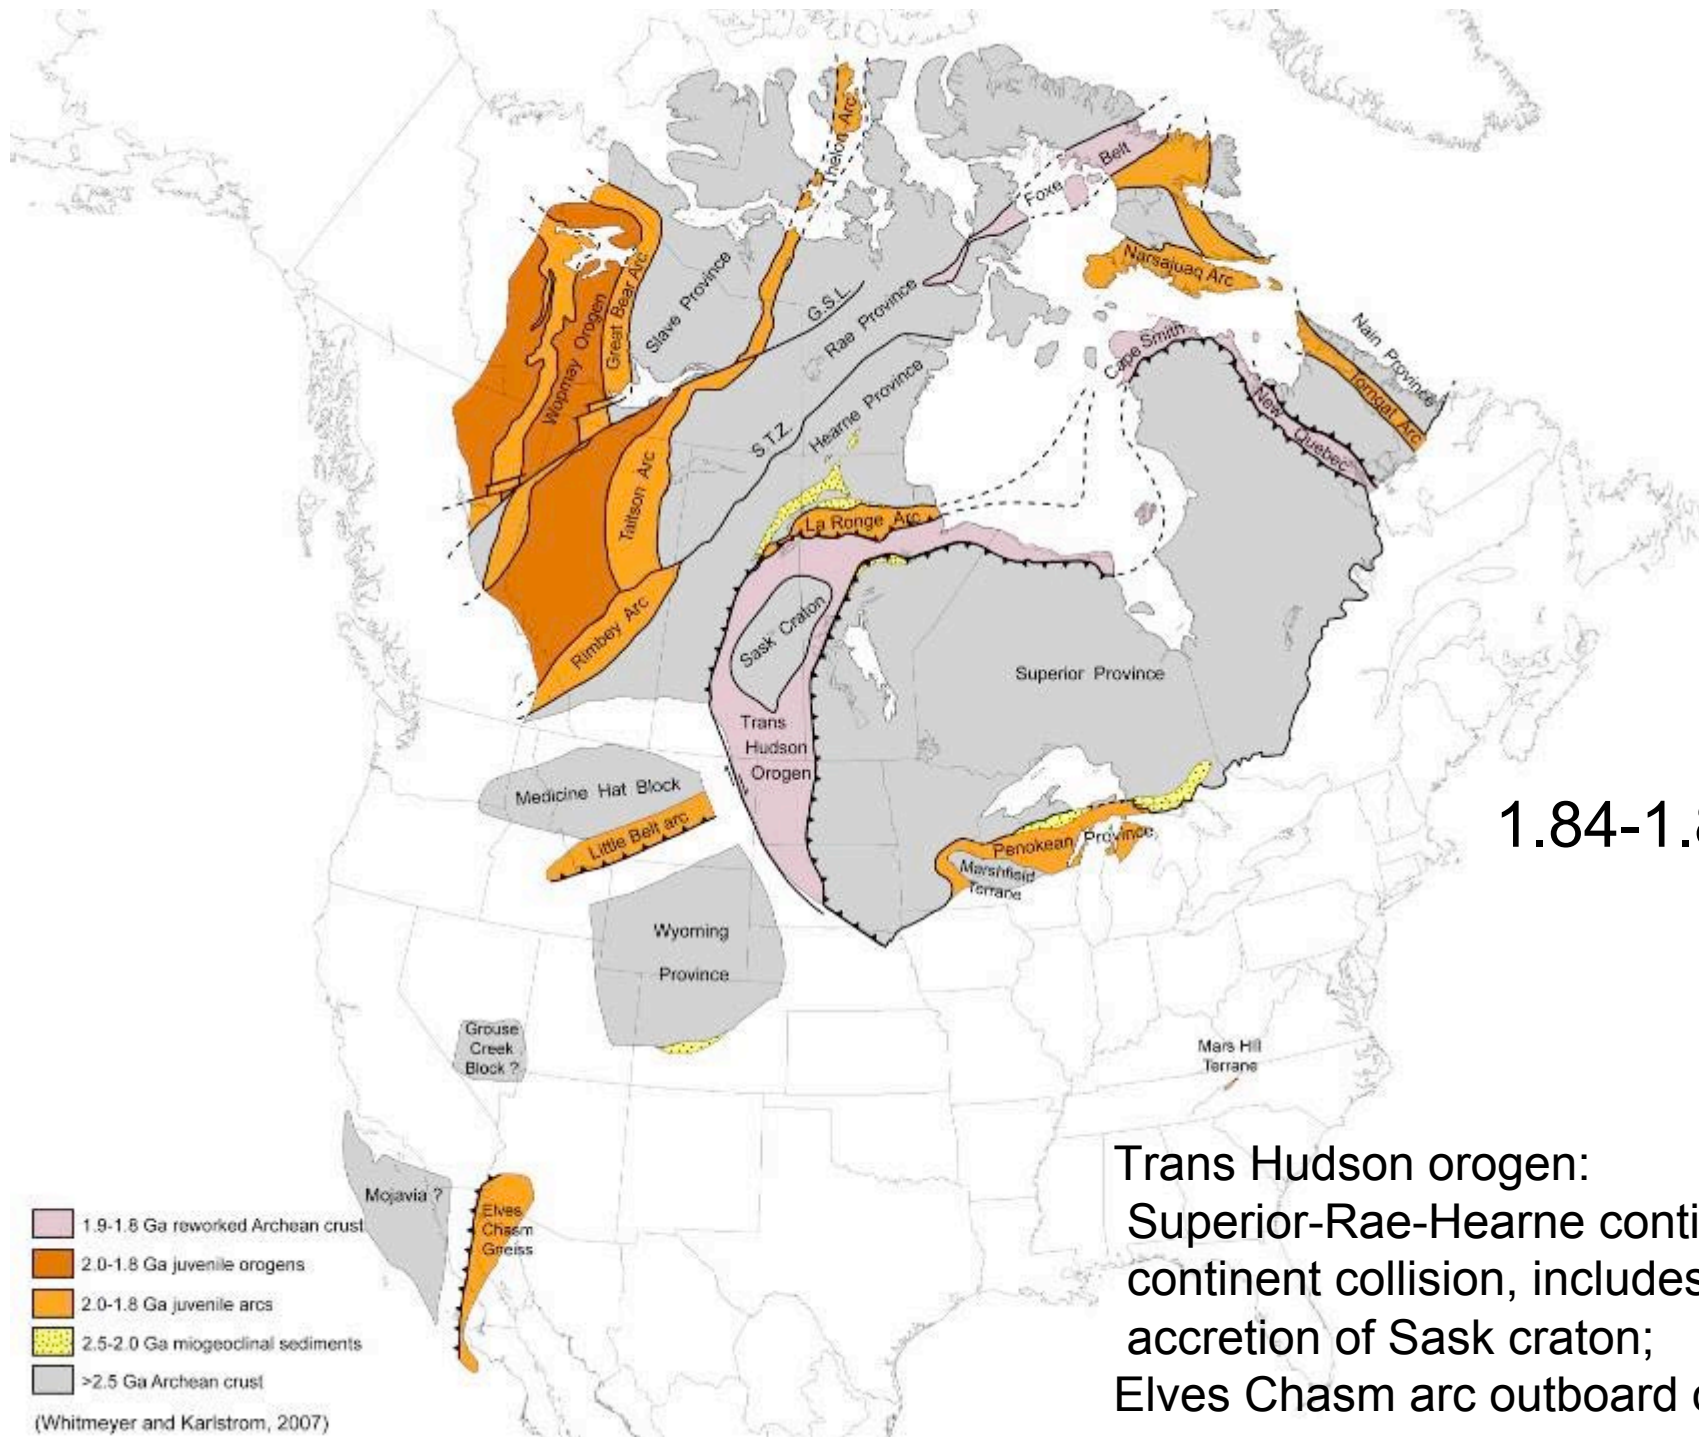 Thelon Arc
Foxe Belt
Great Bear Arc
Wopmay Orogen
Slave Province
G.S.L.
Rae Province
Narsajuaq Arc
Nain Province
Torngat Arc
Cape Smith
New Quebec
S.T.Z.
Hearne Province
Taltson Arc
La Ronge Arc
Rimbey Arc
Sask Craton
Superior Province
Trans
Hudson
Orogen
Medicine Hat Block
Little Belt arc
Penokean Province
Marshfield
Terrane
1.84-1.8
Wyoming
Province
Grouse
Creek
Block ?
Mars Hill
Terrane
Mojavia ?
Elves
Chasm
Gneiss
1.9-1.8 Ga reworked Archean crust
2.0-1.8 Ga juvenile orogens
2.0-1.8 Ga juvenile arcs
2.5-2.0 Ga miogeoclinal sediments
>2.5 Ga Archean crust
(Whitmeyer and Karlstrom, 2007)
Trans Hudson orogen:
Superior-Rae-Hearne conti
continent collision, includes
accretion of Sask craton;
Elves Chasm arc outboard